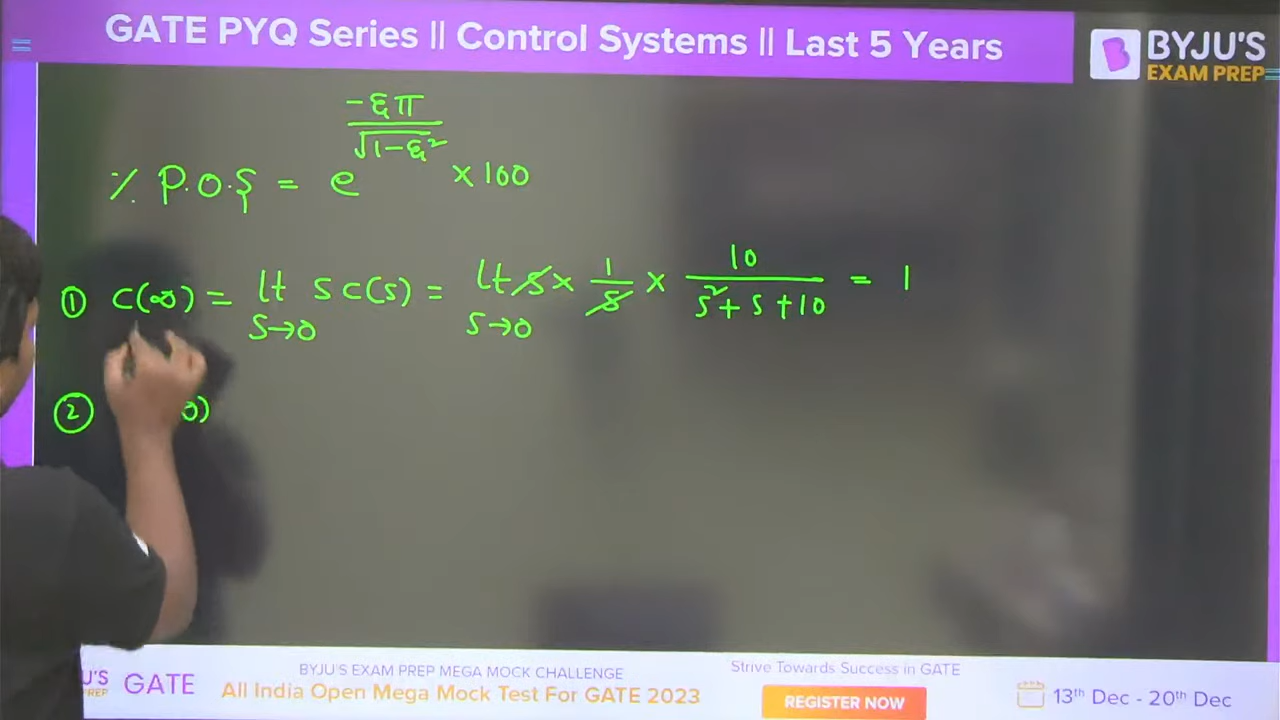 GATE PYQ Series || Control Systems || Last 5 Years
BYJU'S
EXAM PREP
% P.O.S = e^(-ξπ/√(1-ξ²)) × 100
① C(∞) = lt s→0 s c(s) = lt s→0 s × 1/s × 10/(s²+s+10) = 1
②
BYJU'S EXAM PREP MEGA MOCK CHALLENGE
Strive Towards Success in GATE
GATE
All India Open Mega Mock Test For GATE 2023
REGISTER NOW
13th Dec - 20th Dec